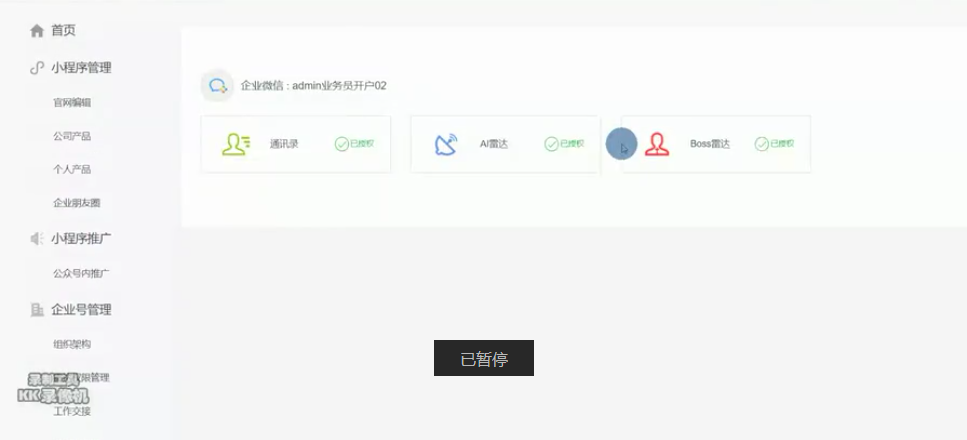 首页
小程序管理
官网编辑
公司产品
个人产品
企业朋友圈
小程序推广
公众号内推广
企业号管理
组织架构
限管理
工作交接
录制工具
KK录像机
企业微信 : admin业务员开户02
通讯录 已授权
AI雷达 已授权
Boss雷达 已授权
已暂停